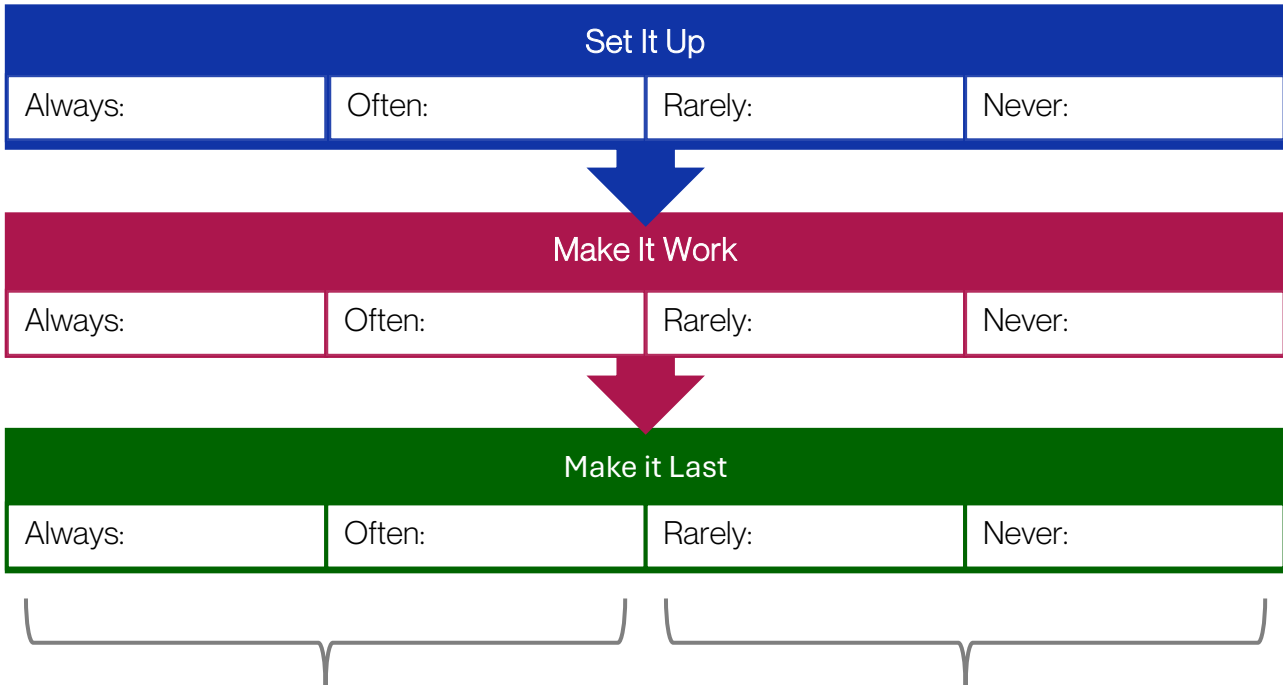 Set It Up
Always: Often: Rarely: Never:
Make It Work
Always: Often: Rarely: Never:
Make it Last
Always: Often: Rarely: Never: